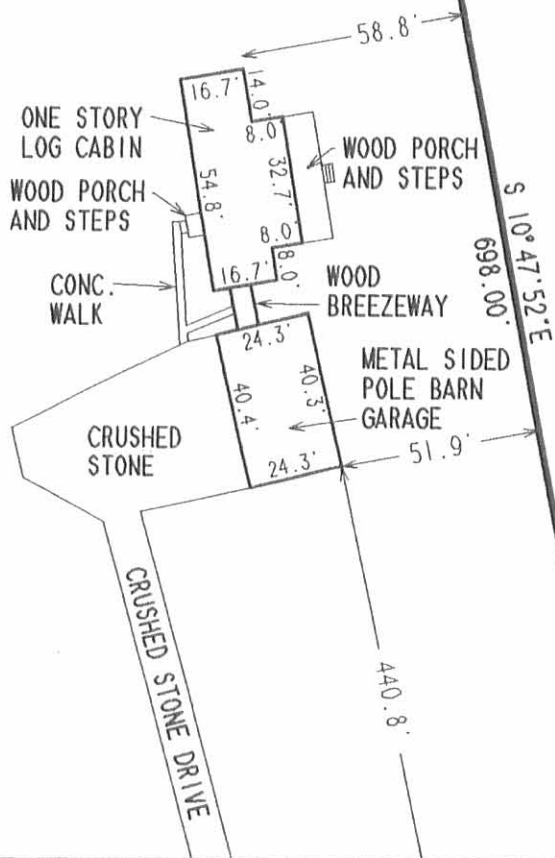 58.8'
16.7'
14.0'
ONE STORY
LOG CABIN
8.0'
WOOD PORCH
AND STEPS
54.8'
32.7'
WOOD PORCH
AND STEPS
S 10°47'52"E
698.00'
8.0'
8.0'
16.7'
CONC.
WALK
WOOD
BREEZEWAY
24.3'
METAL SIDED
POLE BARN
GARAGE
40.4'
40.3'
CRUSHED
STONE
51.9'
24.3'
CRUSHED STONE DRIVE
440.8'